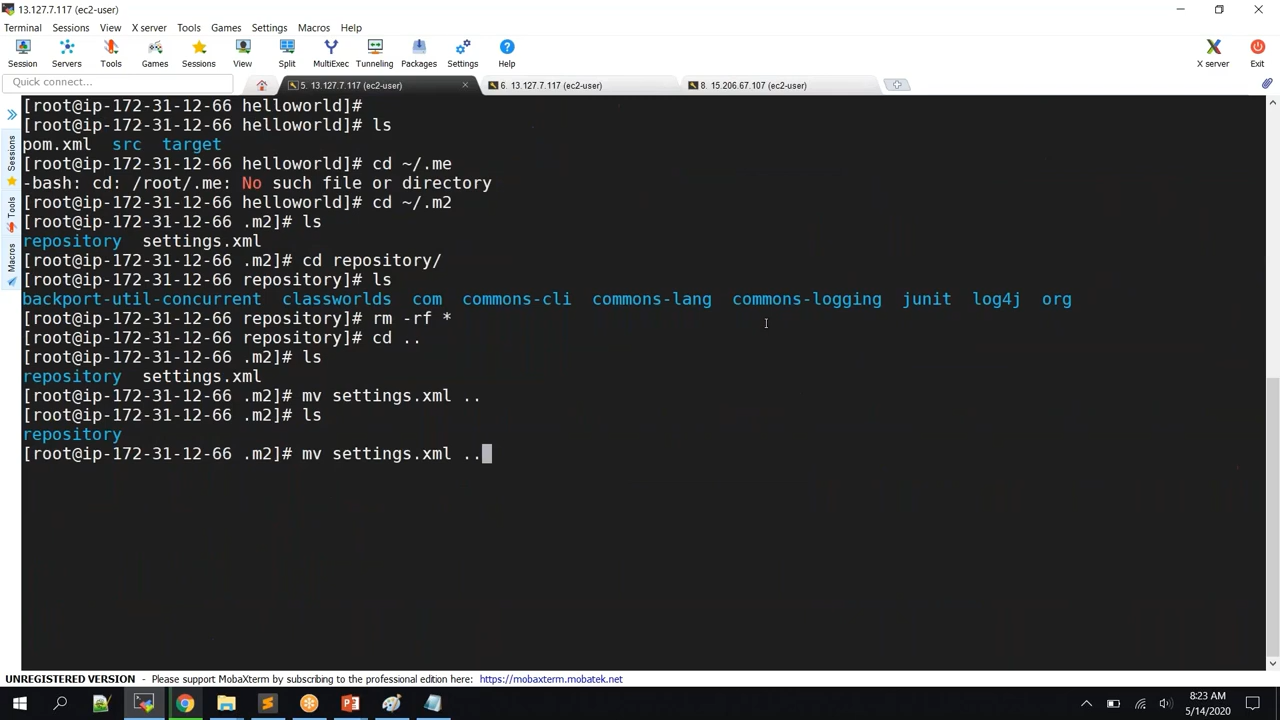 13.127.7.117 (ec2-user)
Terminal Sessions View X server Tools Games Settings Macros Help
Session Servers Tools Games Sessions View Split MultiExec Tunneling Packages Settings Help X server Exit
Quick connect...
5. 13.127.7.117 (ec2-user) 6. 13.127.7.117 (ec2-user) 8. 15.206.67.107 (ec2-user)
Sessions
Tools
Macros
[root@ip-172-31-12-66 helloworld]#
[root@ip-172-31-12-66 helloworld]# ls
pom.xml src target
[root@ip-172-31-12-66 helloworld]# cd ~/.me
-bash: cd: /root/.me: No such file or directory
[root@ip-172-31-12-66 helloworld]# cd ~/.m2
[root@ip-172-31-12-66 .m2]# ls
repository settings.xml
[root@ip-172-31-12-66 .m2]# cd repository/
[root@ip-172-31-12-66 repository]# ls
backport-util-concurrent classworlds com commons-cli commons-lang commons-logging junit log4j org
[root@ip-172-31-12-66 repository]# rm -rf *
[root@ip-172-31-12-66 repository]# cd ..
[root@ip-172-31-12-66 .m2]# ls
repository settings.xml
[root@ip-172-31-12-66 .m2]# mv settings.xml ..
[root@ip-172-31-12-66 .m2]# ls
repository
[root@ip-172-31-12-66 .m2]# mv settings.xml ..
UNREGISTERED VERSION - Please support MobaXterm by subscribing to the professional edition here: https://mobaxterm.mobatek.net
8:23 AM
5/14/2020